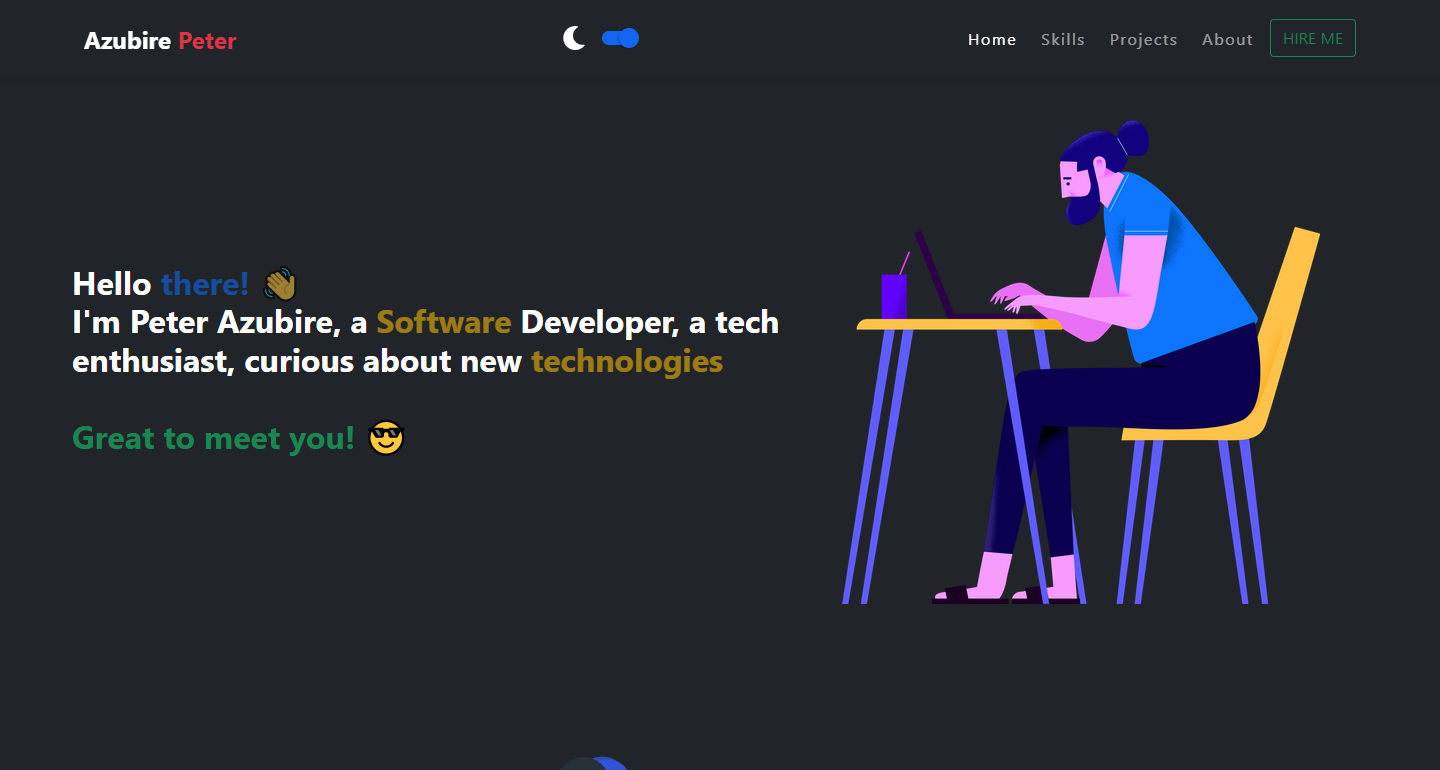 Azubire Peter
Home Skills Projects About HIRE ME
Hello there! 👋🏾
I'm Peter Azubire, a Software Developer, a tech
enthusiast, curious about new technologies
Great to meet you! 😎